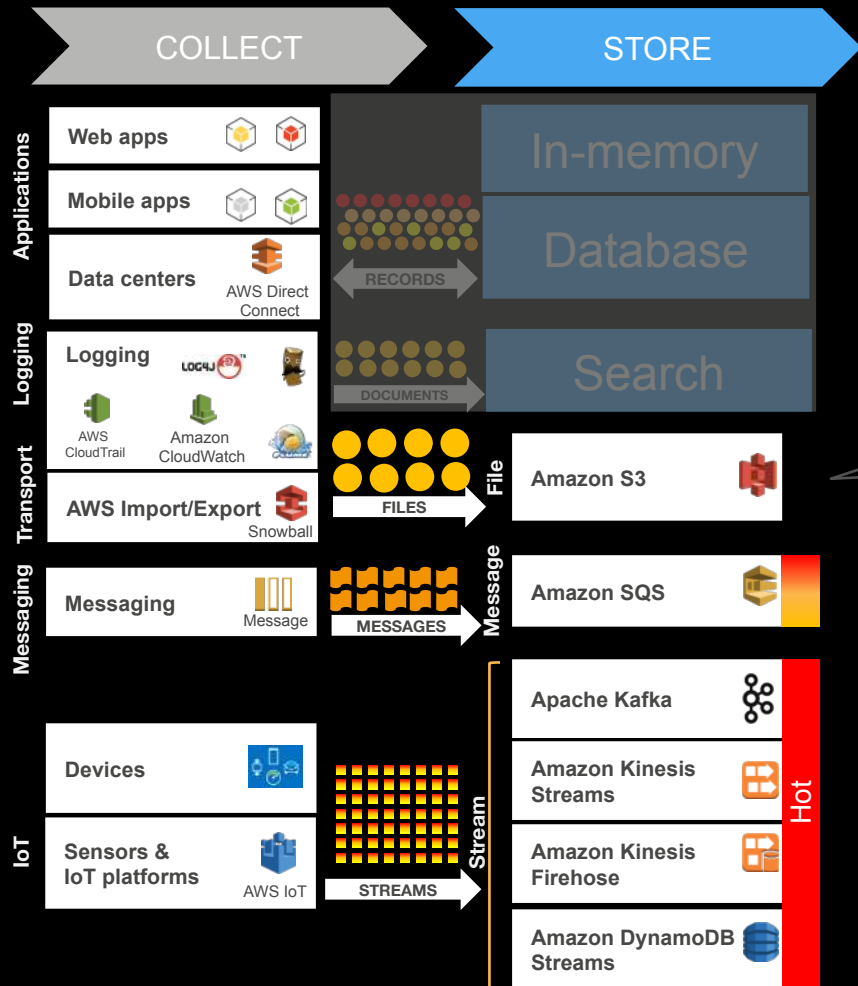 COLLECT
STORE
Applications
Web apps
Mobile apps
Data centers
AWS Direct
Connect
RECORDS
In-memory
Database
Logging
Logging
LOG4J™
AWS
CloudTrail
Amazon
CloudWatch
DOCUMENTS
Search
Transport
AWS Import/Export
Snowball
FILES
File
Amazon S3
Messaging
Messaging
Message
MESSAGES
Message
Amazon SQS
IoT
Devices
Sensors &
IoT platforms
AWS IoT
STREAMS
Stream
Apache Kafka
Amazon Kinesis
Streams
Amazon Kinesis
Firehose
Amazon DynamoDB
Streams
Hot